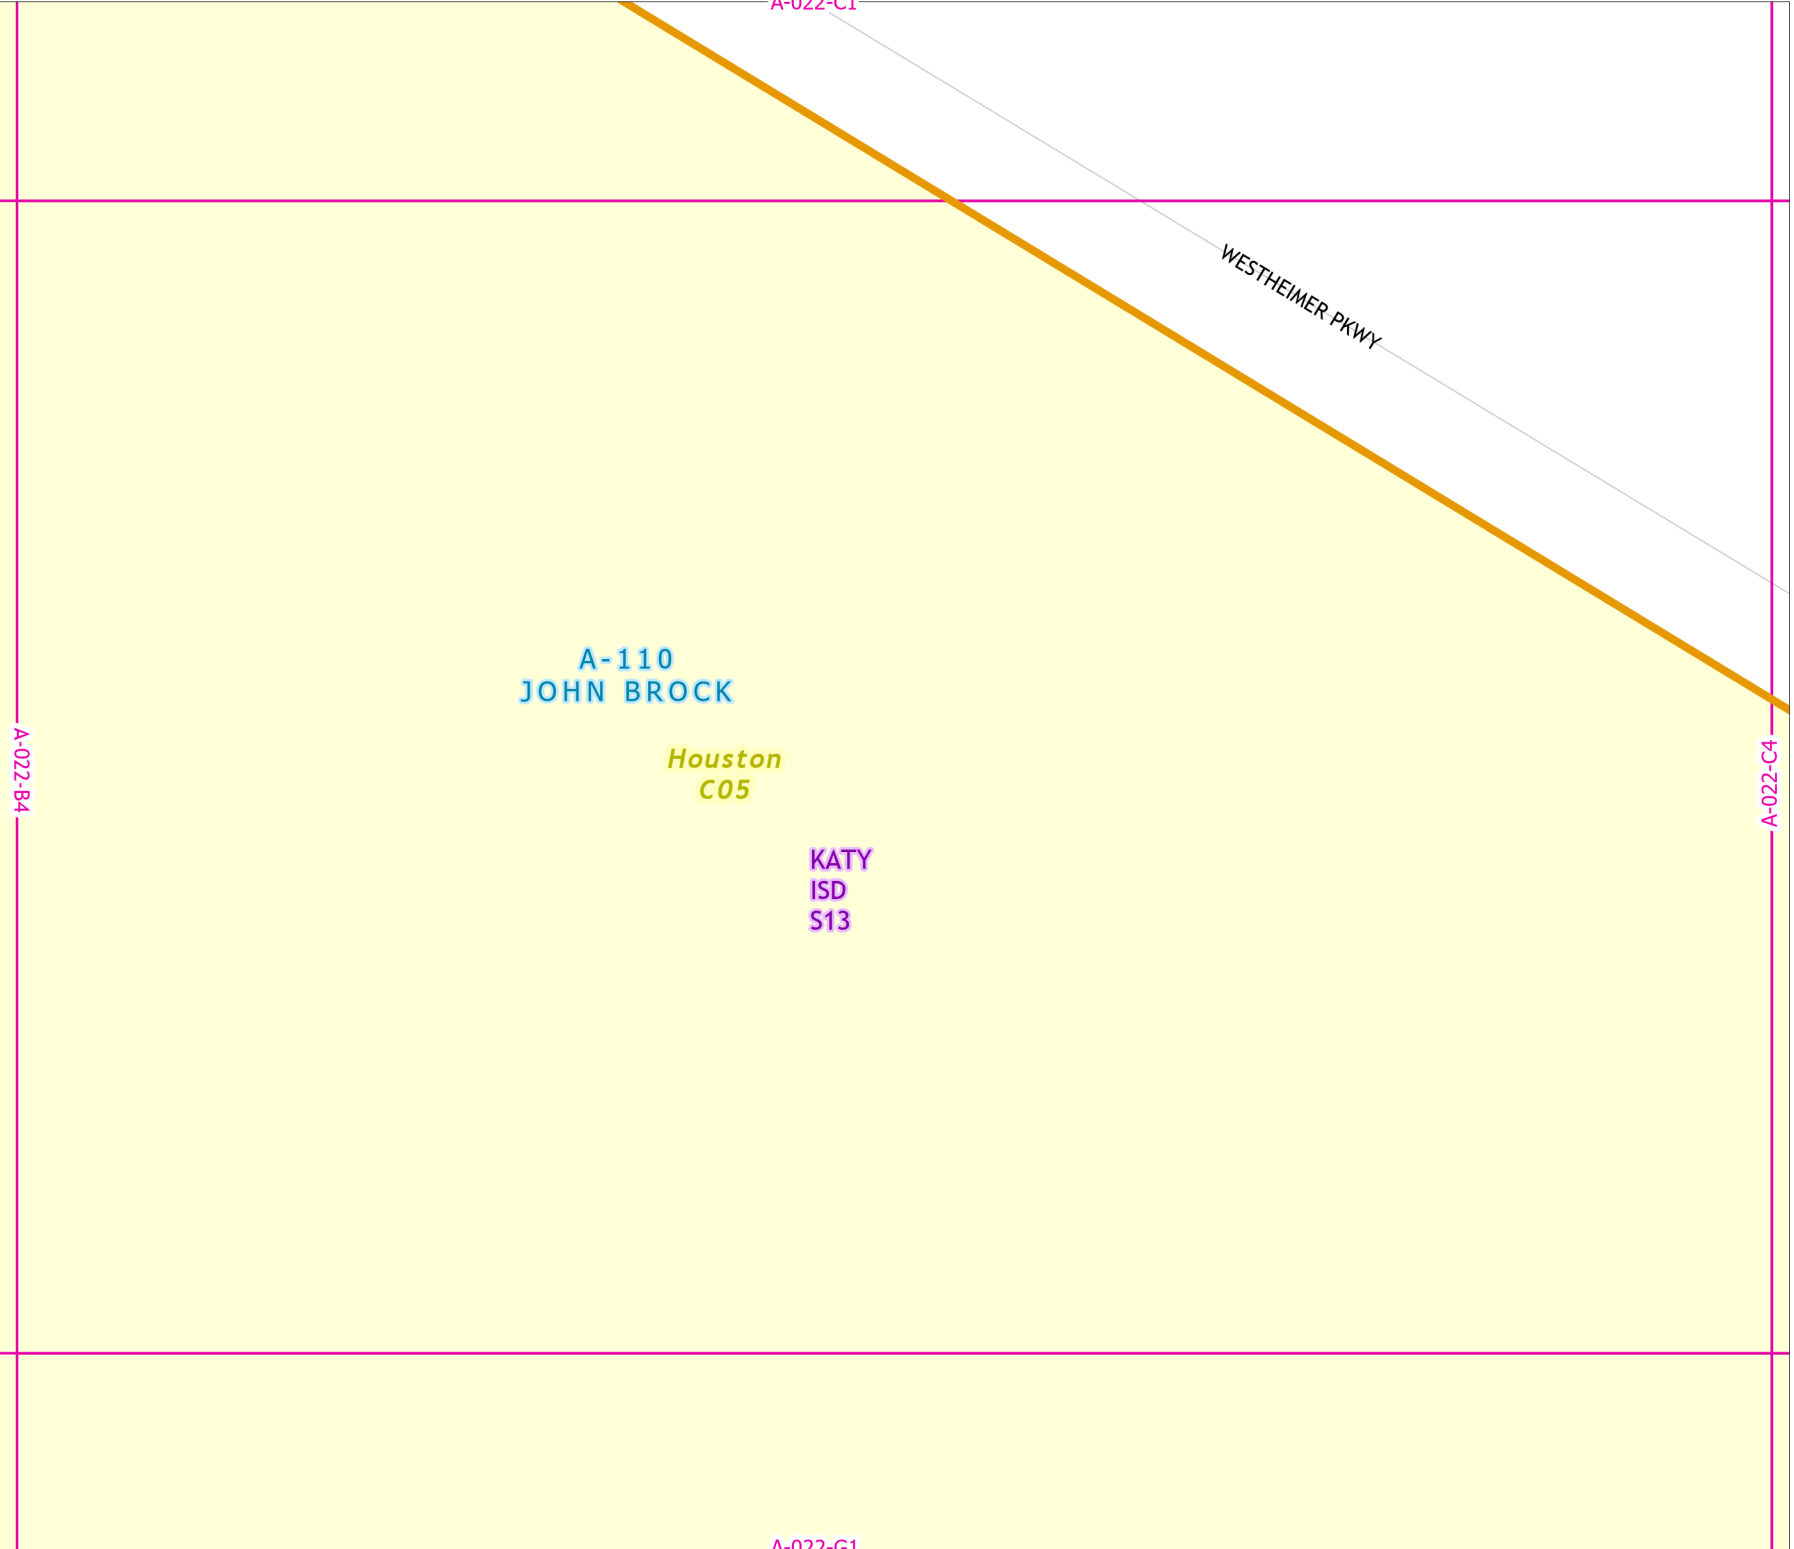 A-022-C1
WESTHEIMER PKWY
A-110
JOHN BROCK
A-022-B4
Houston
C05
A-022-C4
KATY
ISD
S13
A-022-G1